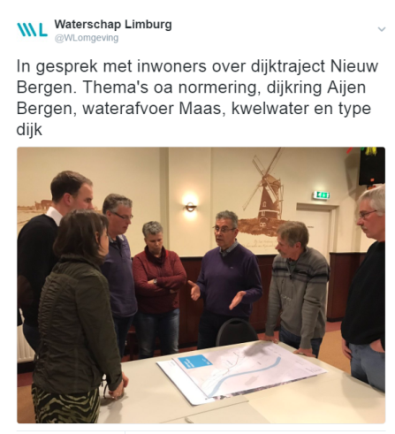 WL
Waterschap Limburg
@WLomgeving
In gesprek met inwoners over dijktraject Nieuw
Bergen. Thema's oa normering, dijkring Aijen
Bergen, waterafvoer Maas, kwelwater en type
dijk